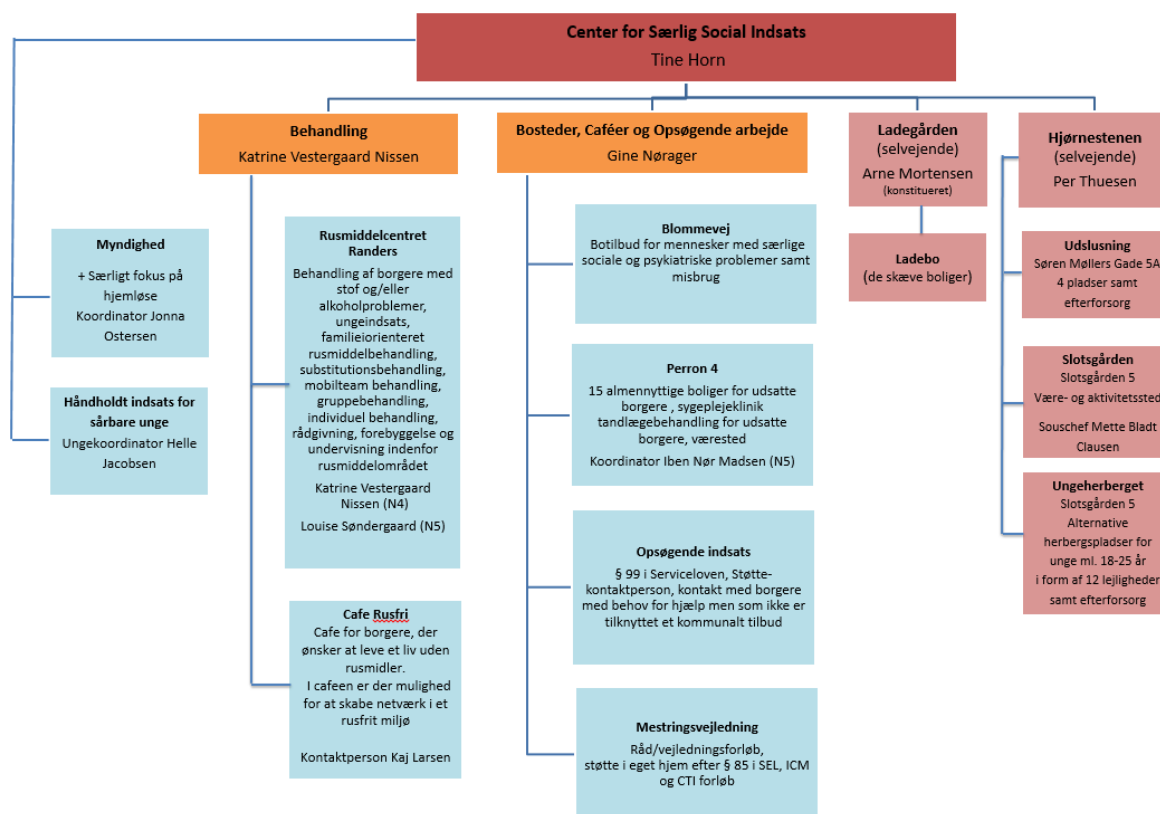 Center for Særlig Social Indsats
Tine Horn
Behandling
Katrine Vestergaard Nissen
Bosteder, Caféer og Opsøgende arbejde
Gine Nørager
Ladegården
(selvejende)
Arne Mortensen
(konstitueret)
Hjørnestenen
(selvejende)
Per Thuesen
Myndighed
+ Særligt fokus på
hjemløse
Koordinator Jonna
Ostersen
Håndholdt indsats for
sårbare unge
Ungekoordinator Helle
Jacobsen
Rusmiddelcentret
Randers
Behandling af borgere med
stof og/eller
alkoholproblemer,
ungeindsats,
familieiorienteret
rusmiddelbehandling,
substitutionsbehandling,
mobilteam behandling,
gruppebehandling,
individuel behandling,
rådgivning, forebyggelse og
undervisning indenfor
rusmiddelområdet
Katrine Vestergaard
Nissen (N4)
Louise Søndergaard (N5)
Cafe Rusfri
Cafe for borgere, der
ønsker at leve et liv uden
rusmidler.
I cafeen er der mulighed
for at skabe netværk i et
rusfrit miljø
Kontaktperson Kaj Larsen
Blommevej
Botilbud for mennesker med særlige
sociale og psykiatriske problemer samt
misbrug
Perron 4
15 almennyttige boliger for udsatte
borgere , sygeplejeklinik
tandlægebehandling for udsatte
borgere, værested
Koordinator Iben Nør Madsen (N5)
Opsøgende indsats
§ 99 i Serviceloven, Støtte-
kontaktperson, kontakt med borgere
med behov for hjælp men som ikke er
tilknyttet et kommunalt tilbud
Mestringsvejledning
Råd/vejledningsforløb,
støtte i eget hjem efter § 85 i SEL, ICM
og CTI forløb
Ladebo
(de skæve boliger)
Udslusning
Søren Møllers Gade 5A
4 pladser samt
efterforsorg
Slotsgården
Slotsgården 5
Være- og aktivitetssted
Souschef Mette Bladt
Clausen
Ungeherberget
Slotsgården 5
Alternative
herbergspladser for
unge ml. 18-25 år
i form af 12 lejligheder
samt efterforsorg